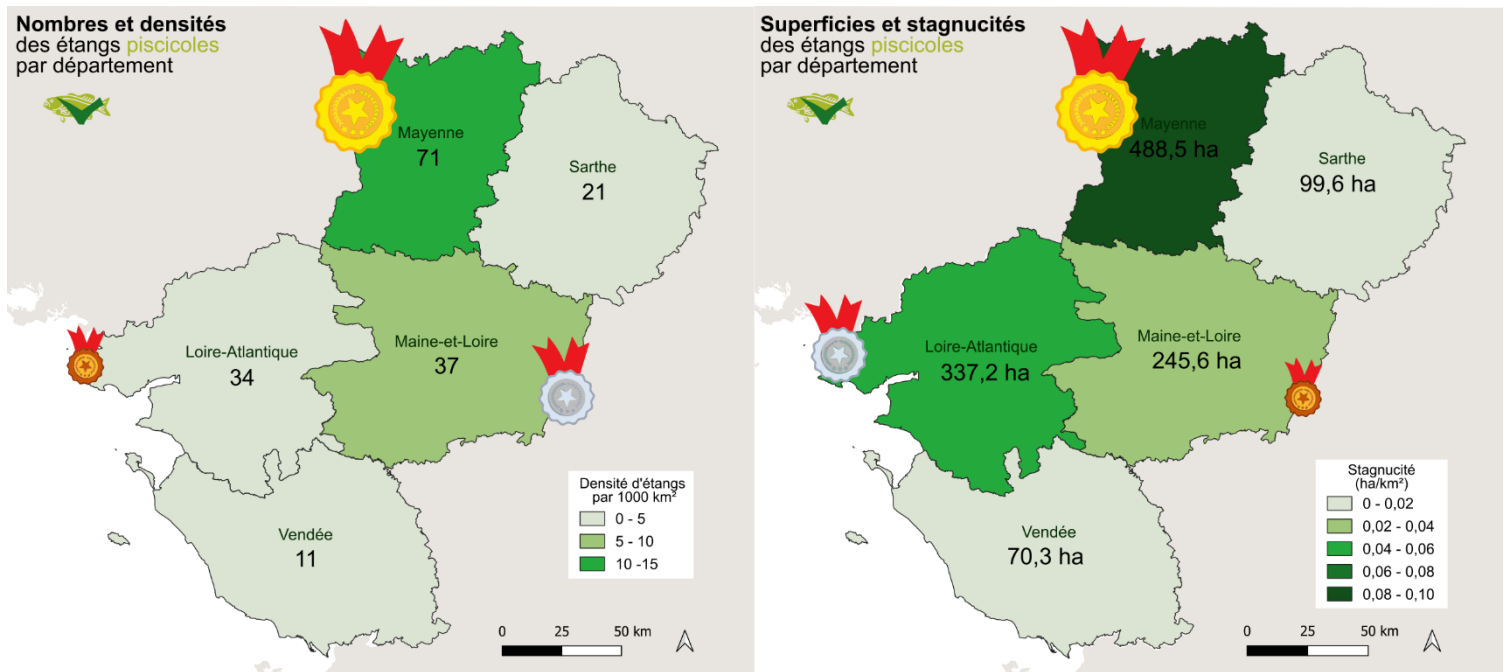 Nombres et densités
des étangs piscicoles
par département
Mayenne
71
Sarthe
21
Loire-Atlantique
34
Maine-et-Loire
37
Vendée
11
Densité d'étangs
par 1000 km²
0 - 5
5 - 10
10 -15
0 25 50 km
Superficies et stagnucités
des étangs piscicoles
par département
Mayenne
488,5 ha
Sarthe
99,6 ha
Loire-Atlantique
337,2 ha
Maine-et-Loire
245,6 ha
Vendée
70,3 ha
Stagnucité
(ha/km²)
0 - 0,02
0,02 - 0,04
0,04 - 0,06
0,06 - 0,08
0,08 - 0,10
0 25 50 km